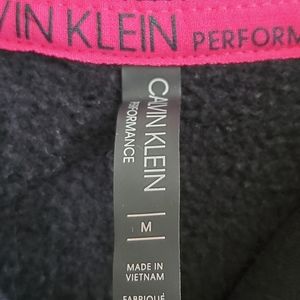 VIN KLEIN PERFORM
CALVIN KLEIN
PERFORMANCE
M
MADE IN
VIETNAM
FABRIQUÉ